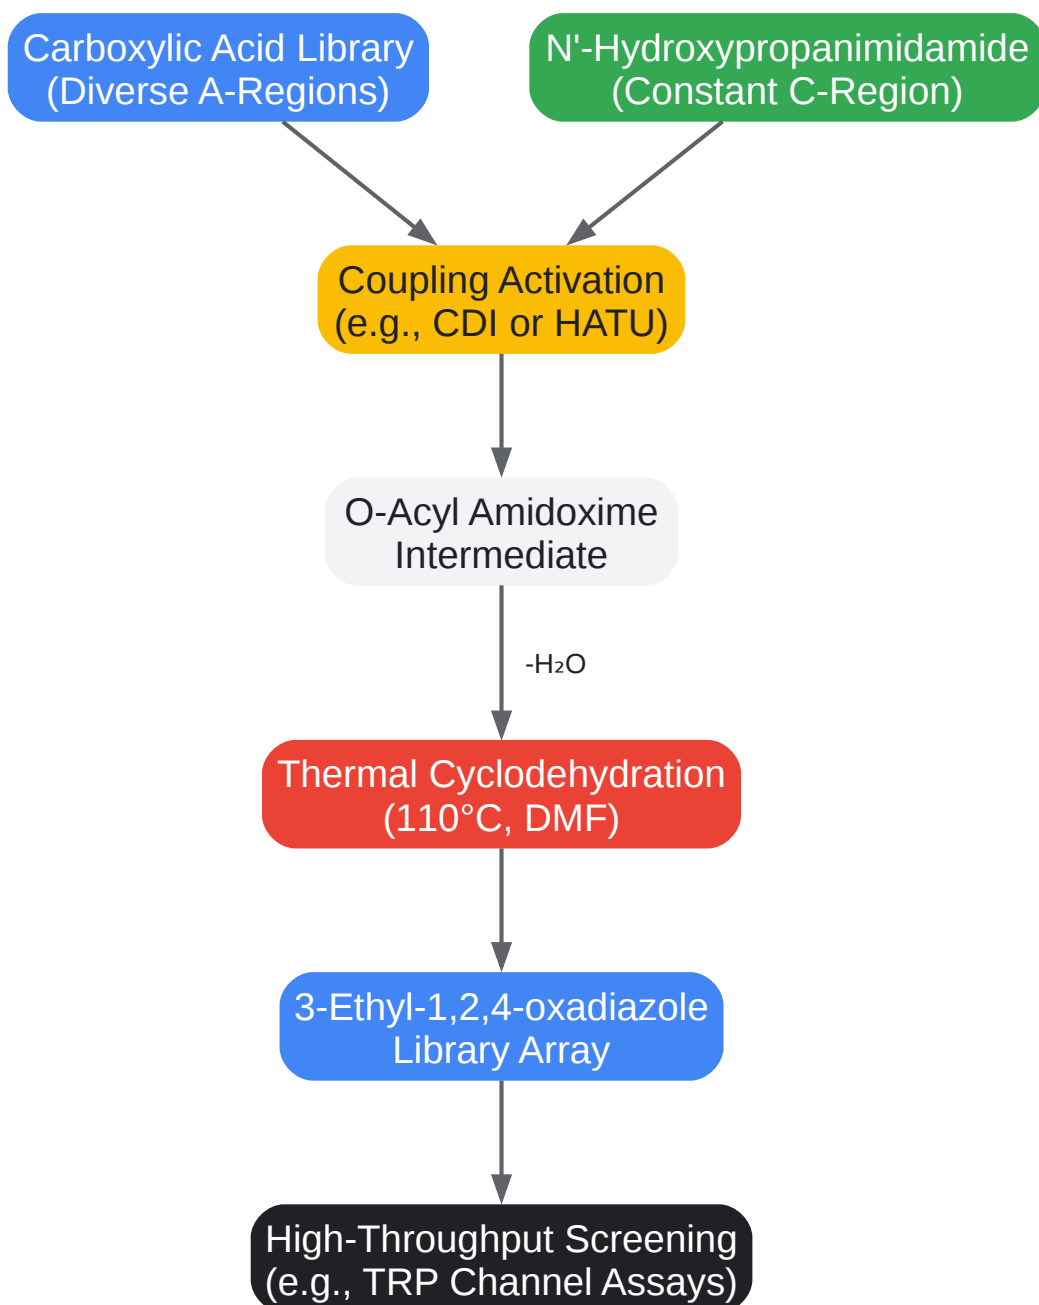 Carboxylic Acid Library
(Diverse A-Regions)
N'-Hydroxypropanimidamide
(Constant C-Region)
Coupling Activation
(e.g., CDI or HATU)
O-Acyl Amidoxime
Intermediate
-H₂O
Thermal Cyclodehydration
(110°C, DMF)
3-Ethyl-1,2,4-oxadiazole
Library Array
High-Throughput Screening
(e.g., TRP Channel Assays)